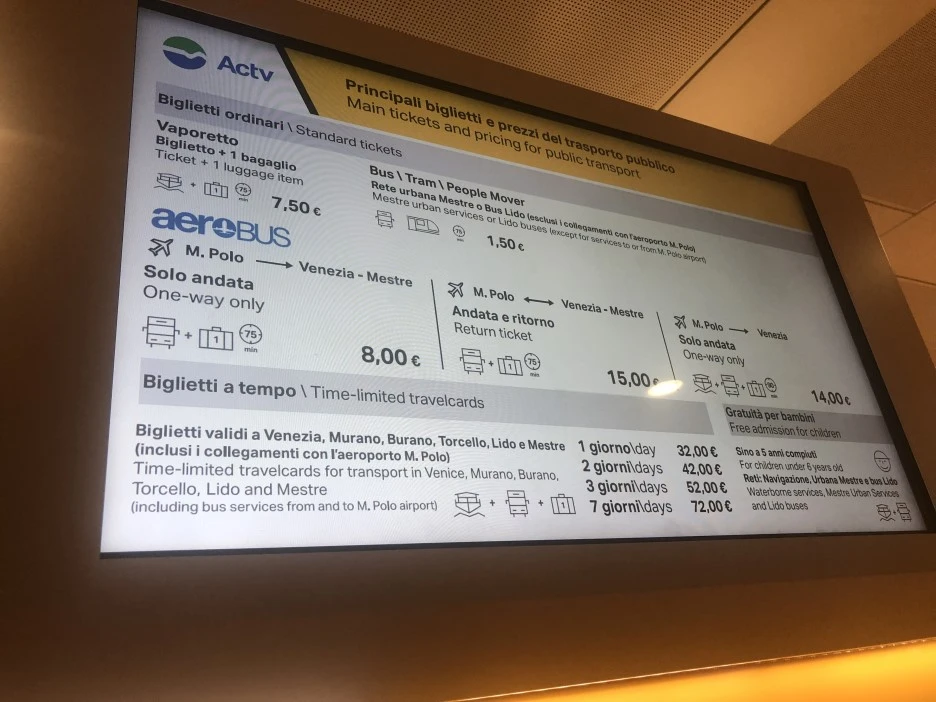 Actv
Principali biglietti e prezzi del trasporto pubblico
Main tickets and pricing for public transport
Biglietti ordinari \ Standard tickets
Vaporetto
Biglietto + 1 bagaglio
Ticket + 1 luggage item
+ 75 min 7,50 €
Bus \ Tram \ People Mover
Rete urbana Mestre o Bus Lido (esclusi i collegamenti con l'aeroporto M. Polo)
Mestre urban services or Lido buses (except for services to or from M. Polo airport)
75 min 1,50 €
aeroBUS
M. Polo Venezia - Mestre
Solo andata
One-way only
+ 1 75 min
8,00 €
M. Polo Venezia - Mestre
Andata e ritorno
Return ticket
+ 1 75 min
15,00 €
M. Polo Venezia
Solo andata
One-way only
+ + 1 90 min
14,00 €
Biglietti a tempo \ Time-limited travelcards
Biglietti validi a Venezia, Murano, Burano, Torcello, Lido e Mestre
(inclusi i collegamenti con l'aeroporto M. Polo)
Time-limited travelcards for transport in Venice, Murano, Burano,
Torcello, Lido and Mestre
(including bus services from and to M. Polo airport)
+ + 1
1 giorno\day 32,00 €
2 giorni\days 42,00 €
3 giorni\days 52,00 €
7 giorni\days 72,00 €
Gratuità per bambini
Free admission for children
Sino a 5 anni compiuti
For children under 6 years old
Reti: Navigazione, Urbana Mestre e bus Lido
Waterborne services, Mestre Urban Services
and Lido buses
+